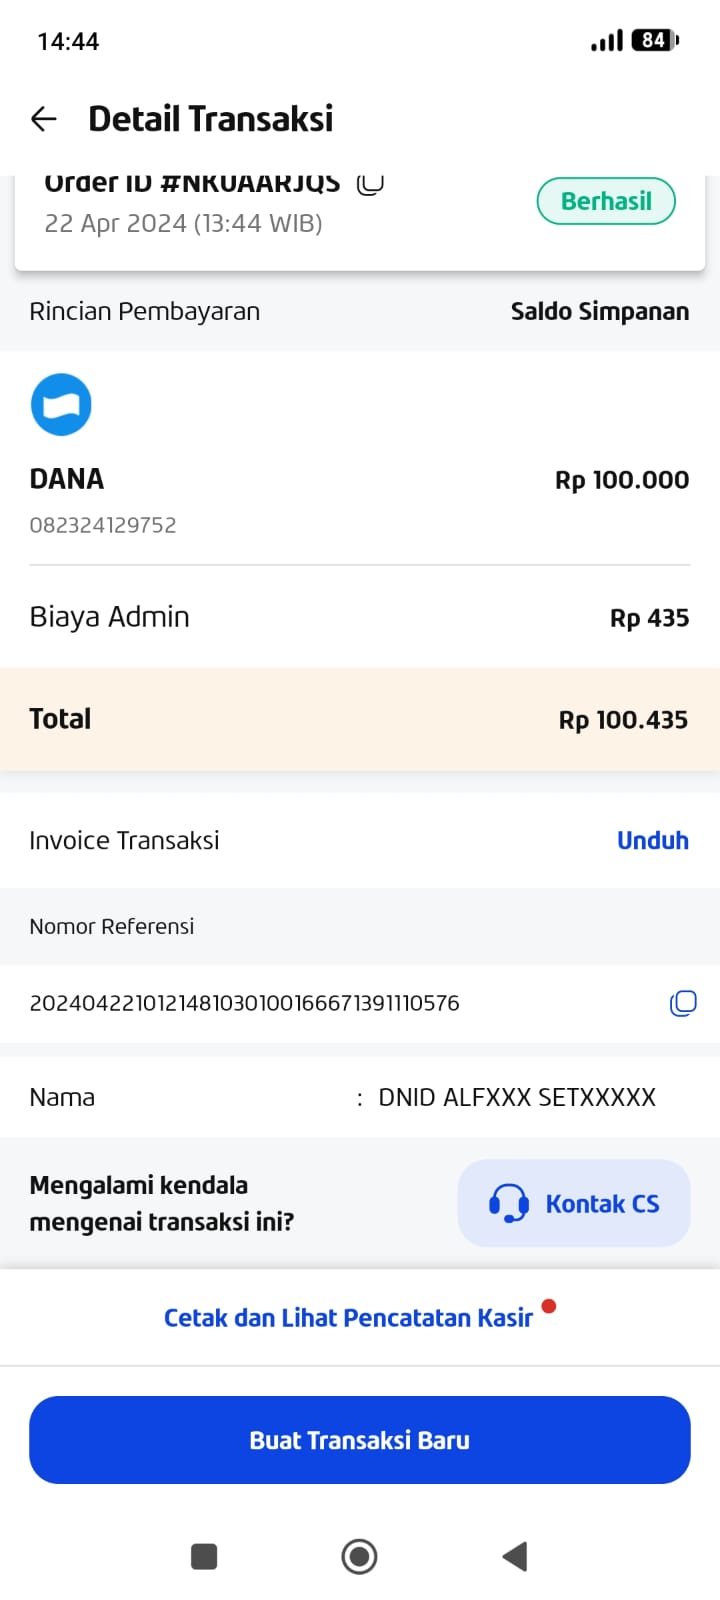 14:44
84
Detail Transaksi
Order ID #NKUAARJQS
22 Apr 2024 (13:44 WIB)
Berhasil
Rincian Pembayaran
Saldo Simpanan
DANA
Rp 100.000
082324129752
Biaya Admin
Rp 435
Total
Rp 100.435
Invoice Transaksi
Unduh
Nomor Referensi
20240422101214810301001666713911​10576
Nama
: DNID ALFXXX SETXXXXX
Mengalami kendala
mengenai transaksi ini?
Kontak CS
Cetak dan Lihat Pencatatan Kasir
Buat Transaksi Baru